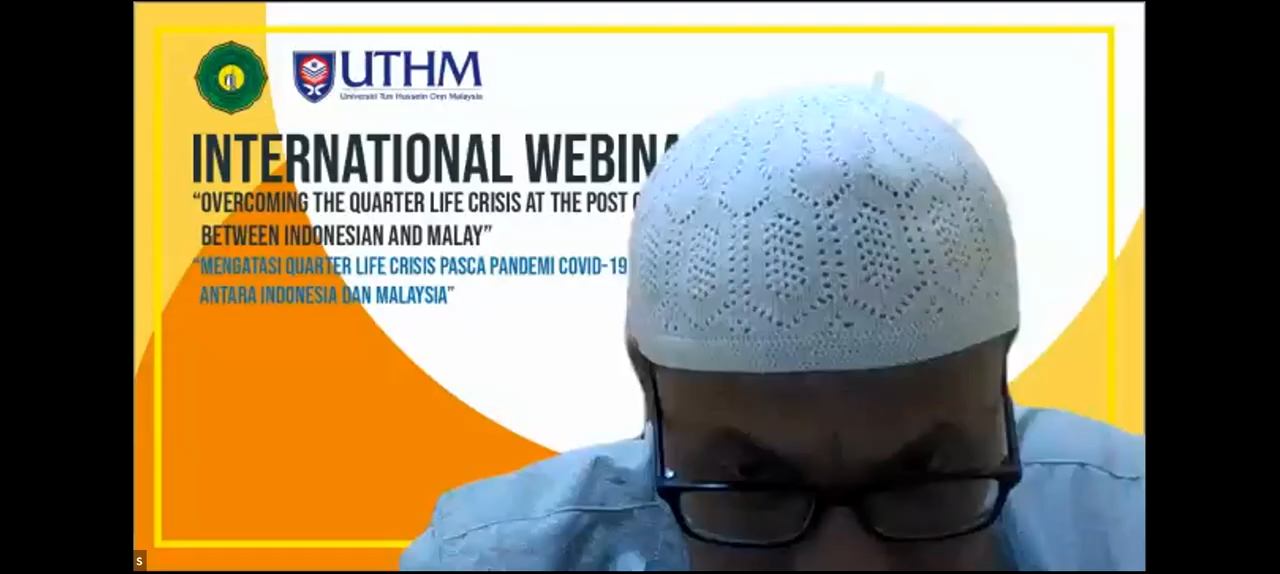 UTHM
Universiti Tun Hussein Onn Malaysia
INTERNATIONAL WEBINA
“OVERCOMING THE QUARTER LIFE CRISIS AT THE POST
BETWEEN INDONESIAN AND MALAY”
“MENGATASI QUARTER LIFE CRISIS PASCA PANDEMI COVID-19
ANTARA INDONESIA DAN MALAYSIA”
S